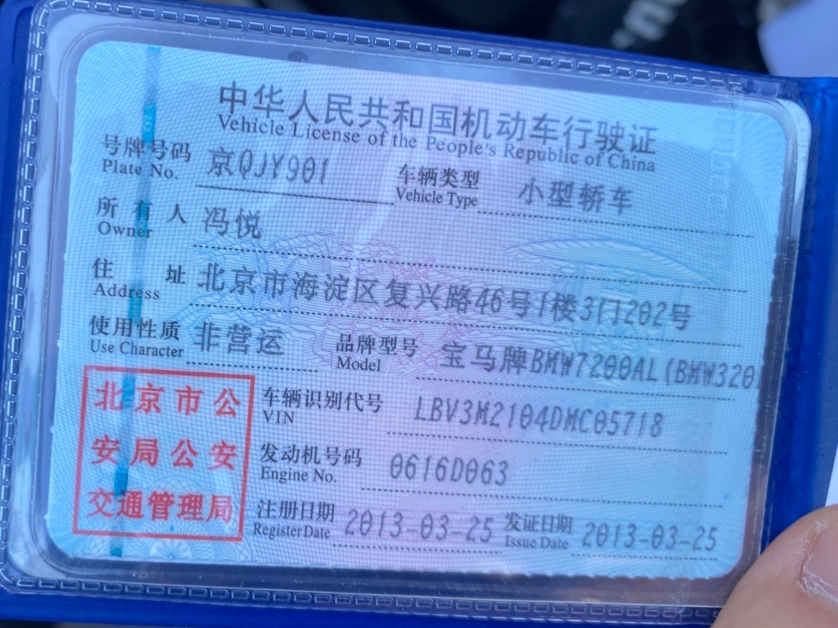 中华人民共和国机动车行驶证
Vehicle License of the People's Republic of China
号牌号码 京QJY901 车辆类型 小型轿车
Plate No. Vehicle Type
所有人 冯悦
Owner
住址 北京市海淀区复兴路46号1楼3门202号
Address
使用性质 非营运 品牌型号 宝马牌BMW7200AL(BMW320
Use Character Model
北京市公安局公安交通管理局
车辆识别代号 LBV3M2104DMC05718
VIN
发动机号码 0616D063
Engine No.
注册日期 2013-03-25 发证日期 2013-03-25
Register Date Issue Date